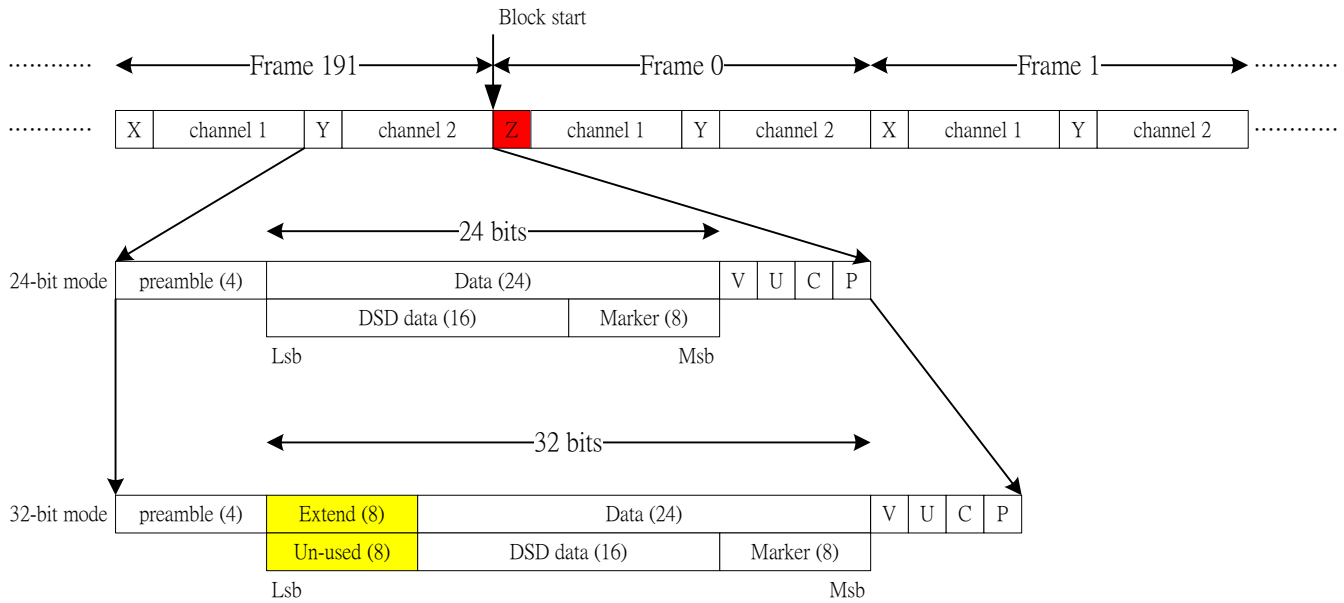 Block start
............ Frame 191 Frame 0 Frame 1 ............
............ X channel 1 Y channel 2 Z channel 1 Y channel 2 X channel 1 Y channel 2 ............
24 bits
24-bit mode preamble (4) Data (24) V U C P
DSD data (16) Marker (8)
Lsb Msb
32 bits
32-bit mode preamble (4) Extend (8) Data (24) V U C P
Un-used (8) DSD data (16) Marker (8)
Lsb Msb